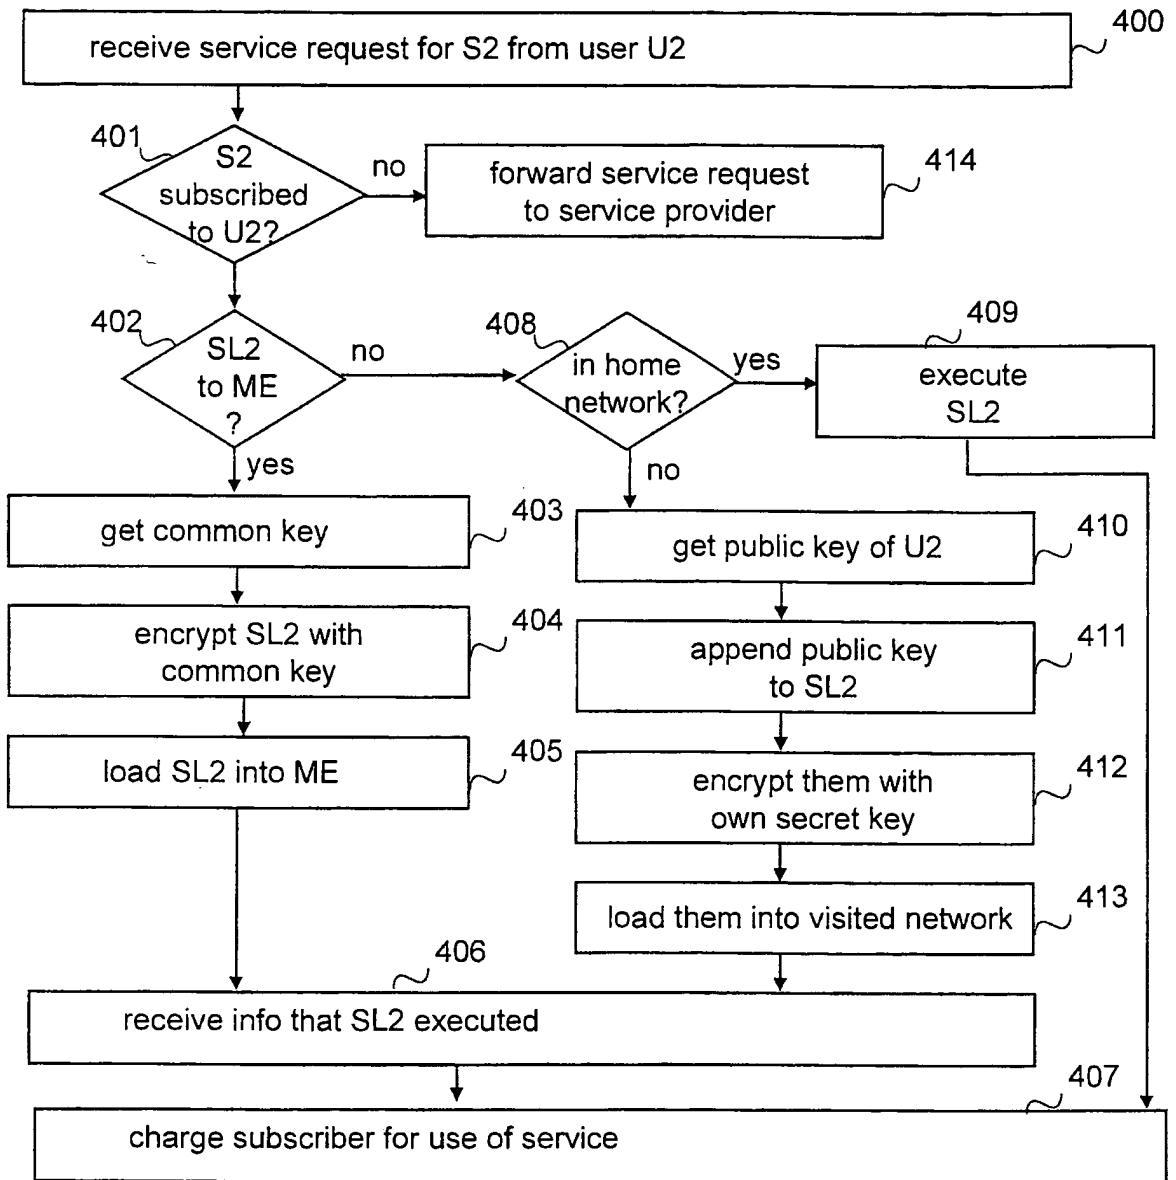 receive service request for S2 from user U2
400
401
S2
subscribed
to U2?
no
forward service request
to service provider
414
402
SL2
to ME
?
no
408
in home
network?
yes
409
execute
SL2
yes
no
get common key
403
get public key of U2
410
encrypt SL2 with
common key
404
append public key
to SL2
411
load SL2 into ME
405
encrypt them with
own secret key
412
load them into visited network
413
406
receive info that SL2 executed
407
charge subscriber for use of service